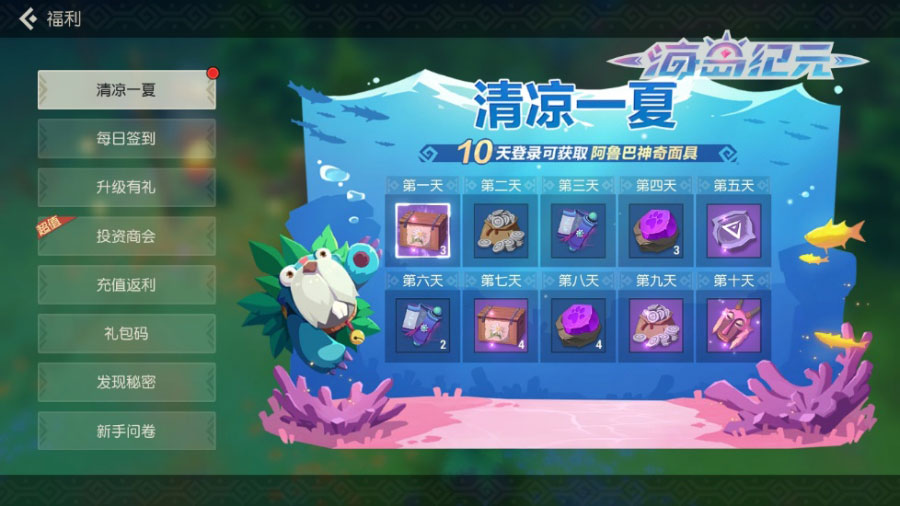 福利
清凉一夏
每日签到
升级有礼
超值
投资商会
充值返利
礼包码
发现秘密
新手问卷
海岛纪元
清凉一夏
10天登录可获取 阿鲁巴神奇面具
第一天 第二天 第三天 第四天 第五天
3 3
第六天 第七天 第八天 第九天 第十天
2 4 4